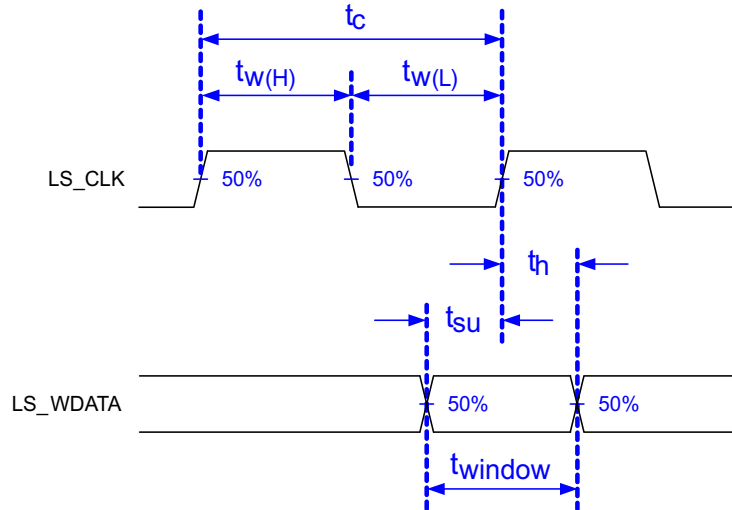 tc
tw(H) tw(L)
LS_CLK 50% 50% 50%
th
tsu
LS_WDATA 50% 50%
twindow